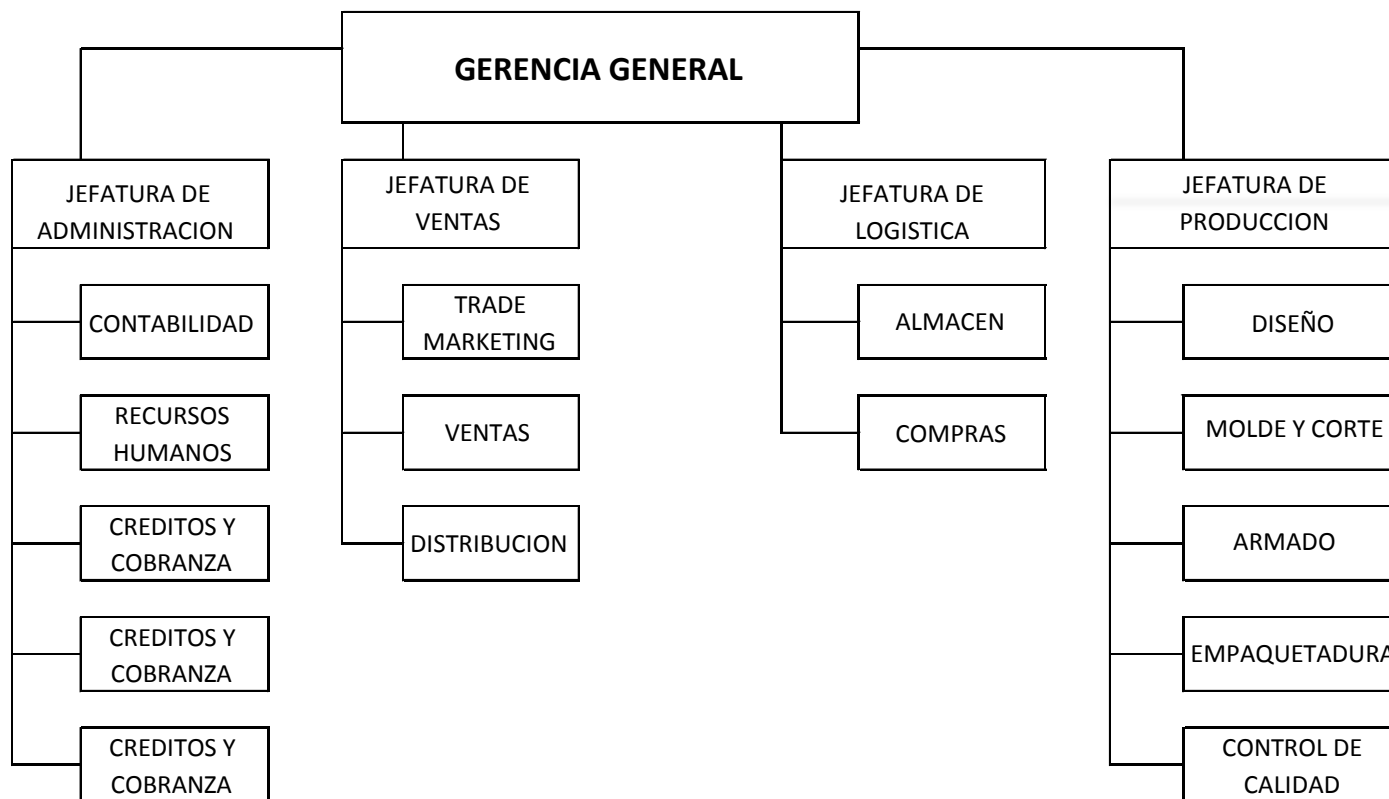 GERENCIA GENERAL
JEFATURA DE
ADMINISTRACION
CONTABILIDAD
RECURSOS
HUMANOS
CREDITOS Y
COBRANZA
CREDITOS Y
COBRANZA
CREDITOS Y
COBRANZA
JEFATURA DE
VENTAS
TRADE
MARKETING
VENTAS
DISTRIBUCION
JEFATURA DE
LOGISTICA
ALMACEN
COMPRAS
JEFATURA DE
PRODUCCION
DISEÑO
MOLDE Y CORTE
ARMADO
EMPAQUETADURA
CONTROL DE
CALIDAD